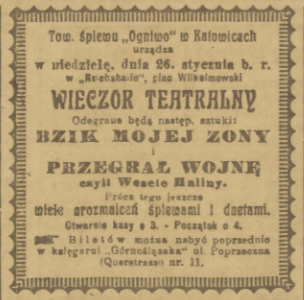 Tow. śpiewu „Ogniwo" w Katowicach
urządza
w niedzielę, dnia 26. stycznia b. r.
w „Reichshalle", plac Wilhelmowski
WIECZOR TEATRALNY
Odegrane będą następ. sztuki:
BZIK MOJEJ ZONY
i
PRZEGRAŁ WOJNĘ
czyli Wesele Haliny.
Prócz tego jeszcze
wiele urozmaiceń śpiewami i duetami.
Otwarcie kasy o 3. - Początek o 4.
Biletów można nabyć poprzednio
w księgarni „Górnoślązaka" ul. Poprzeczna
(Querstrasse) nr. 11.